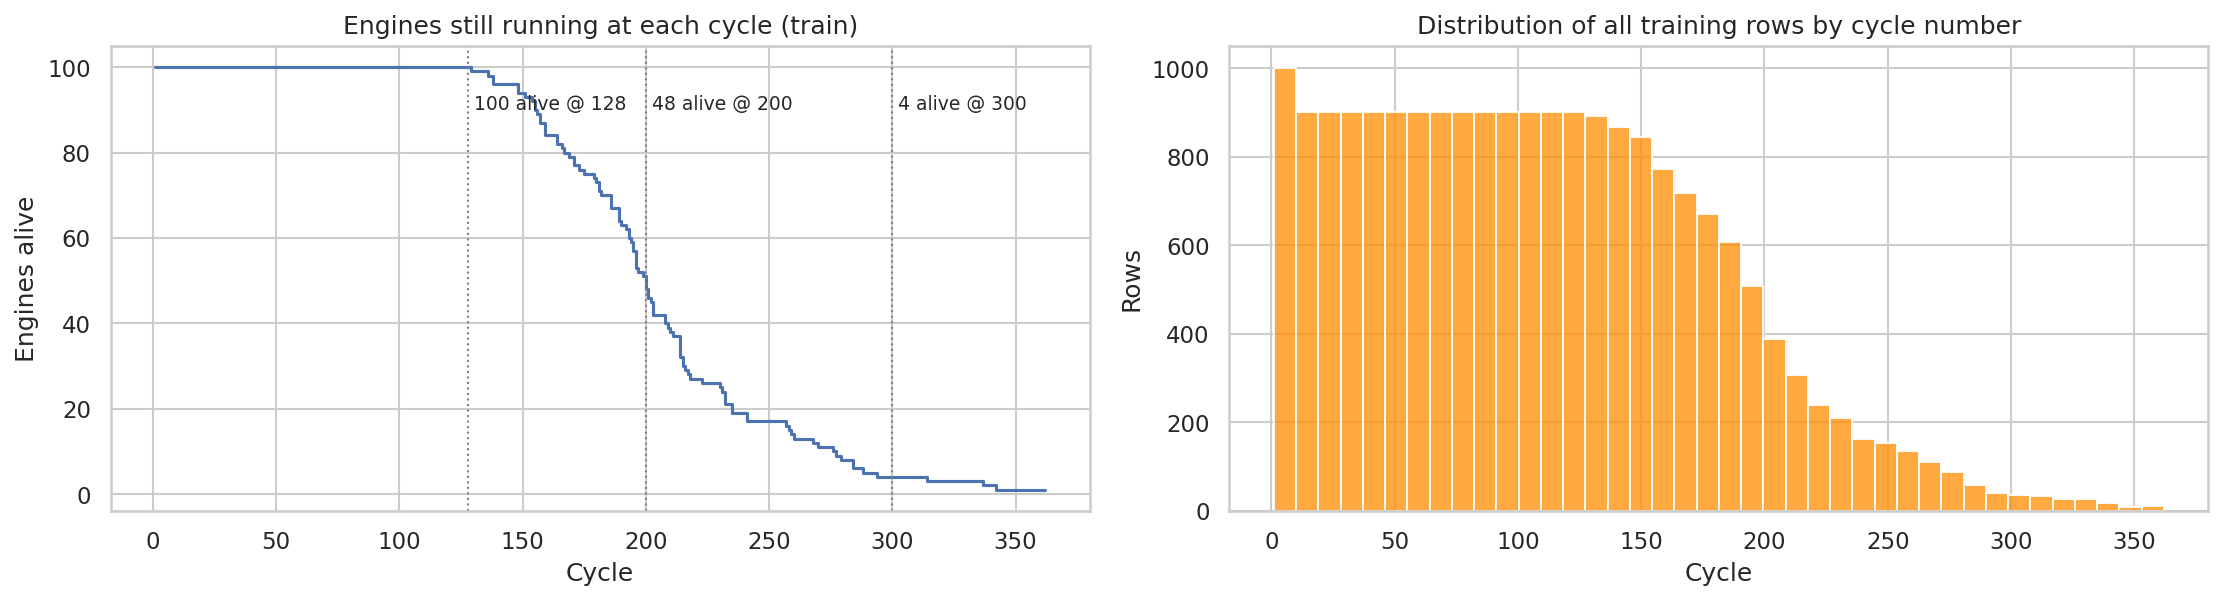 Engines still running at each cycle (train)
Engines alive
100
80
60
40
20
0
100 alive @ 128
48 alive @ 200
4 alive @ 300
0 50 100 150 200 250 300 350
Cycle
Distribution of all training rows by cycle number
Rows
1000
800
600
400
200
0
0 50 100 150 200 250 300 350
Cycle